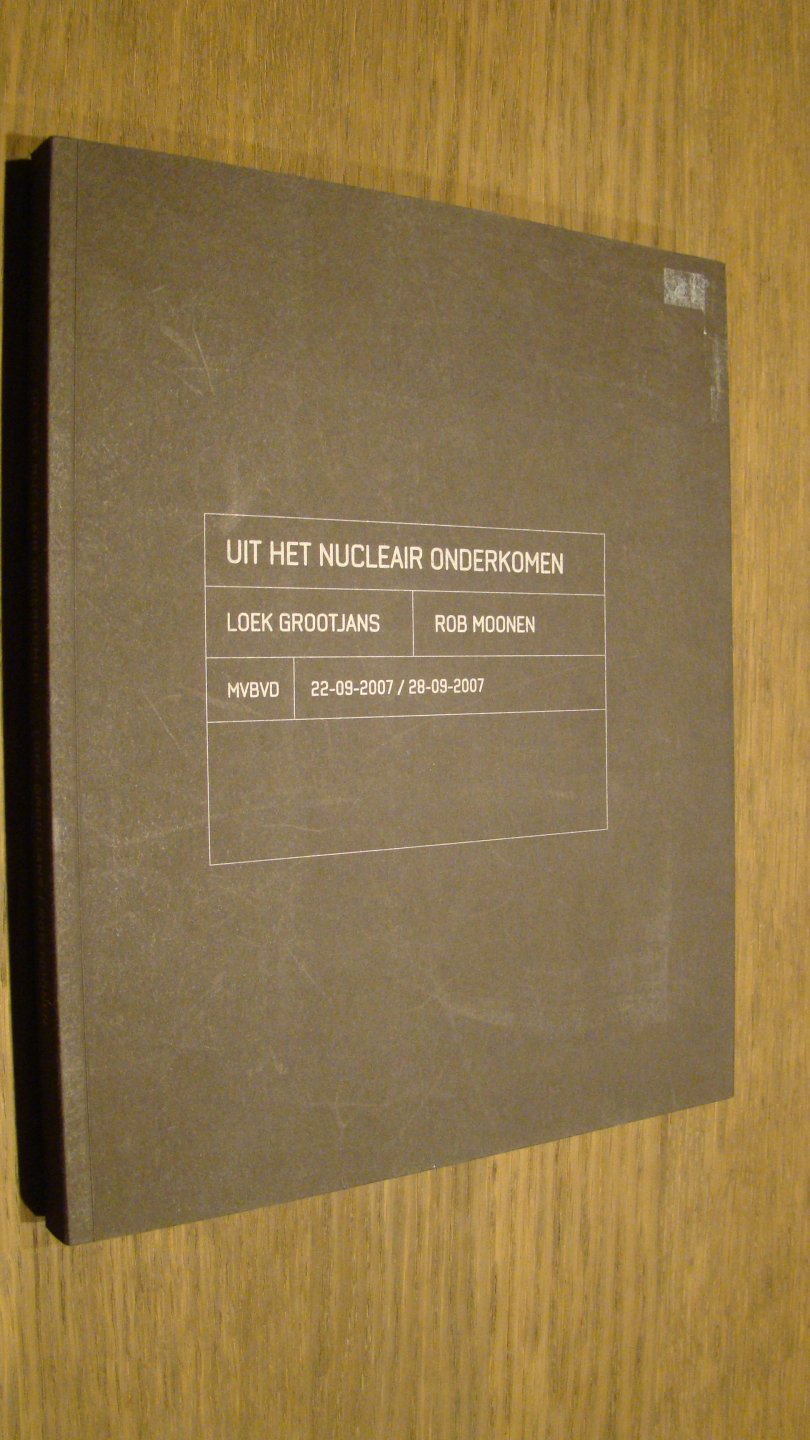 UIT HET NUCLEAIR ONDERKOMEN
LOEK GROOTJANS ROB MOONEN
MVBVD 22-09-2007 / 28-09-2007